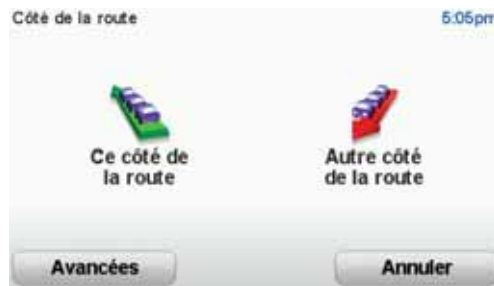 Côté de la route
5:05pm
Ce côté de
la route
Autre côté
de la route
Avancées
Annuler